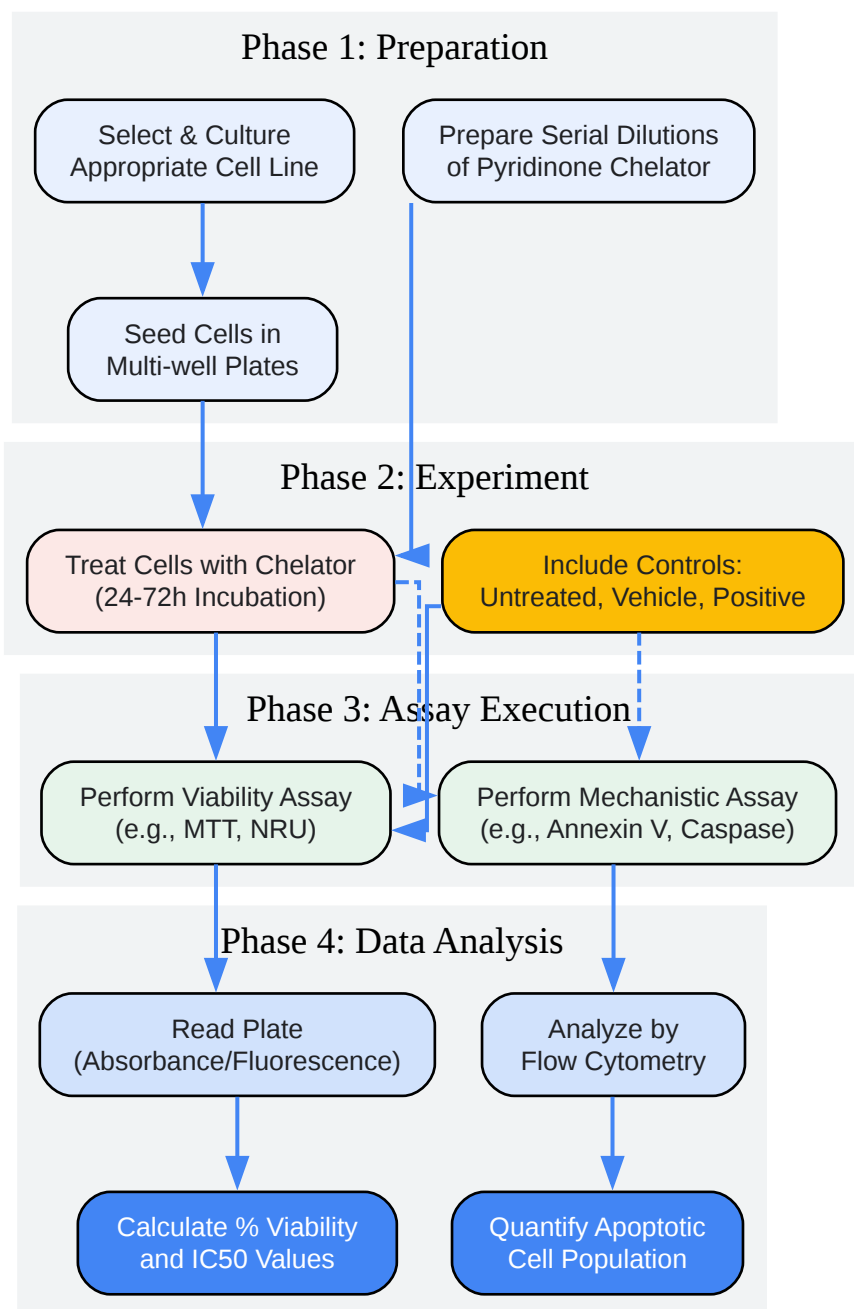 Phase 1: Preparation
Select & Culture
Appropriate Cell Line
Prepare Serial Dilutions
of Pyridinone Chelator
Seed Cells in
Multi-well Plates
Phase 2: Experiment
Treat Cells with Chelator
(24-72h Incubation)
Include Controls:
Untreated, Vehicle, Positive
Phase 3: Assay Execution
Perform Viability Assay
(e.g., MTT, NRU)
Perform Mechanistic Assay
(e.g., Annexin V, Caspase)
Phase 4: Data Analysis
Read Plate
(Absorbance/Fluorescence)
Analyze by
Flow Cytometry
Calculate % Viability
and IC50 Values
Quantify Apoptotic
Cell Population